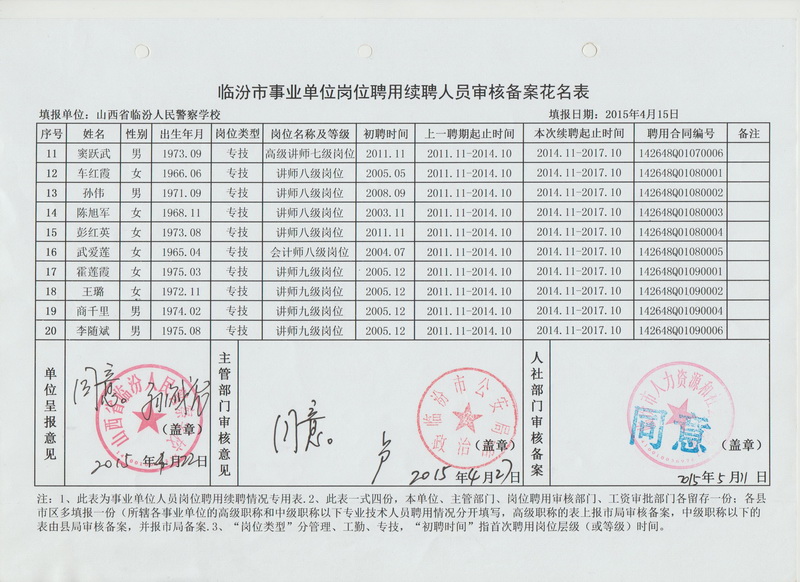 临汾市事业单位岗位聘用续聘人员审核备案花名表
填报单位：山西省临汾人民警察学校 填报日期：2015年4月15日
序号 姓名 性别 出生年月 岗位类型 岗位名称及等级 初聘时间 上一聘期起止时间 本次续聘起止时间 聘用合同编号 备注
11 窦跃武 男 1973.09 专技 高级讲师七级岗位 2011.11 2011.11-2014.10 2014.11-2017.10 142648Q01070006
12 车红霞 女 1966.06 专技 讲师八级岗位 2005.05 2011.11-2014.10 2014.11-2017.10 142648Q01080001
13 孙伟 男 1971.09 专技 讲师八级岗位 2008.09 2011.11-2014.10 2014.11-2017.10 142648Q01080002
14 陈旭军 女 1968.11 专技 讲师八级岗位 2003.11 2011.11-2014.10 2014.11-2017.10 142648Q01080003
15 彭红英 女 1973.08 专技 讲师八级岗位 2011.11 2011.11-2014.10 2014.11-2017.10 142648Q01080004
16 武爱莲 女 1965.04 专技 会计师八级岗位 2004.07 2011.11-2014.10 2014.11-2017.10 142648Q01080005
17 霍莲霞 女 1975.03 专技 讲师九级岗位 2005.12 2011.11-2014.10 2014.11-2017.10 142648Q01090001
18 王璐 女 1972.11 专技 讲师九级岗位 2005.12 2011.11-2014.10 2014.11-2017.10 142648Q01090002
19 商千里 男 1974.02 专技 讲师九级岗位 2005.12 2011.11-2014.10 2014.11-2017.10 142648Q01090004
20 李随斌 男 1975.08 专技 讲师九级岗位 2005.12 2011.11-2014.10 2014.11-2017.10 142648Q01090006
单位呈报意见 同意。 山西省临汾人民 （盖章） 2015年4月22日
主管部门审核意见 同意。 卢 临汾市公安局 政治部 （盖章） 2015年4月27日
人社部门审核备案 市人力资源和 同意 （盖章） 2015年5月11日
注：1、此表为事业单位人员岗位聘用续聘情况专用表.2、此表一式四份，本单位、主管部门、岗位聘用审核部门、工资审批部门各留存一份；各县
市区多填报一份（所辖各事业单位的高级职称和中级职称以下专业技术人员聘用情况分开填写，高级职称的表上报市局审核备案，中级职称以下的
表由县局审核备案，并报市局备案.3、“岗位类型”分管理、工勤、专技，“初聘时间”指首次聘用岗位层级（或等级）时间。